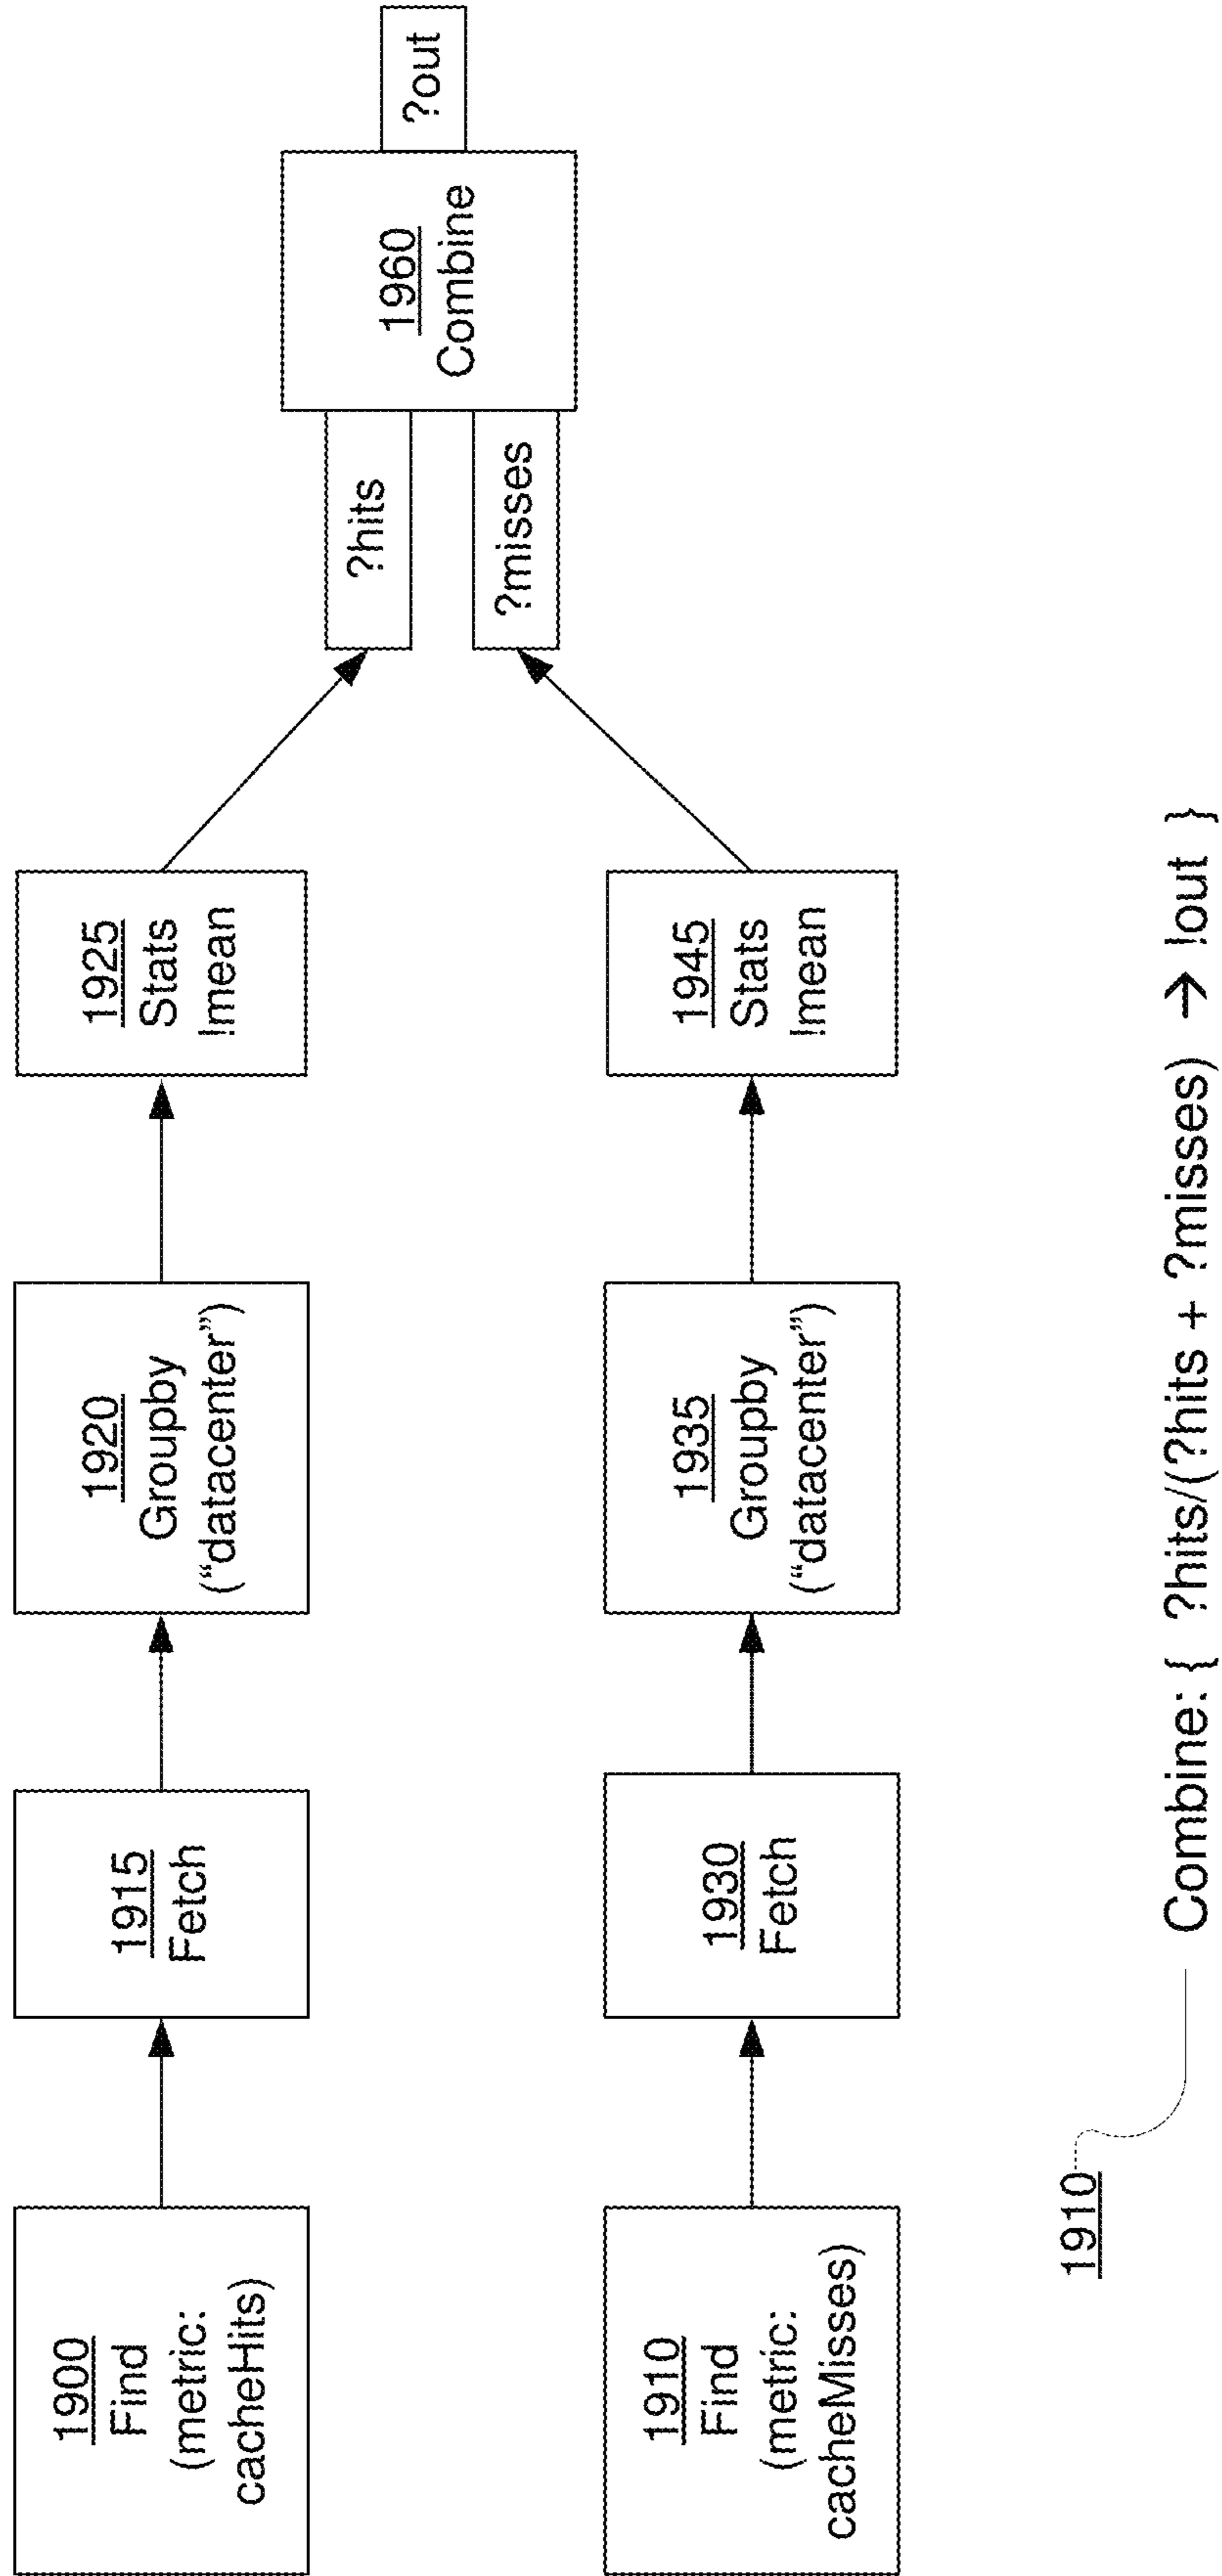 1900
Find
(metric:
cacheHits)
1915
Fetch
1920
Groupby
(“datacenter”)
1925
Stats
!mean
?hits
1960
Combine
?out
1910
Find
(metric:
cacheMisses)
1930
Fetch
1935
Groupby
(“datacenter”)
1945
Stats
!mean
?misses
1910
Combine: { ?hits/(?hits + ?misses) → !out }